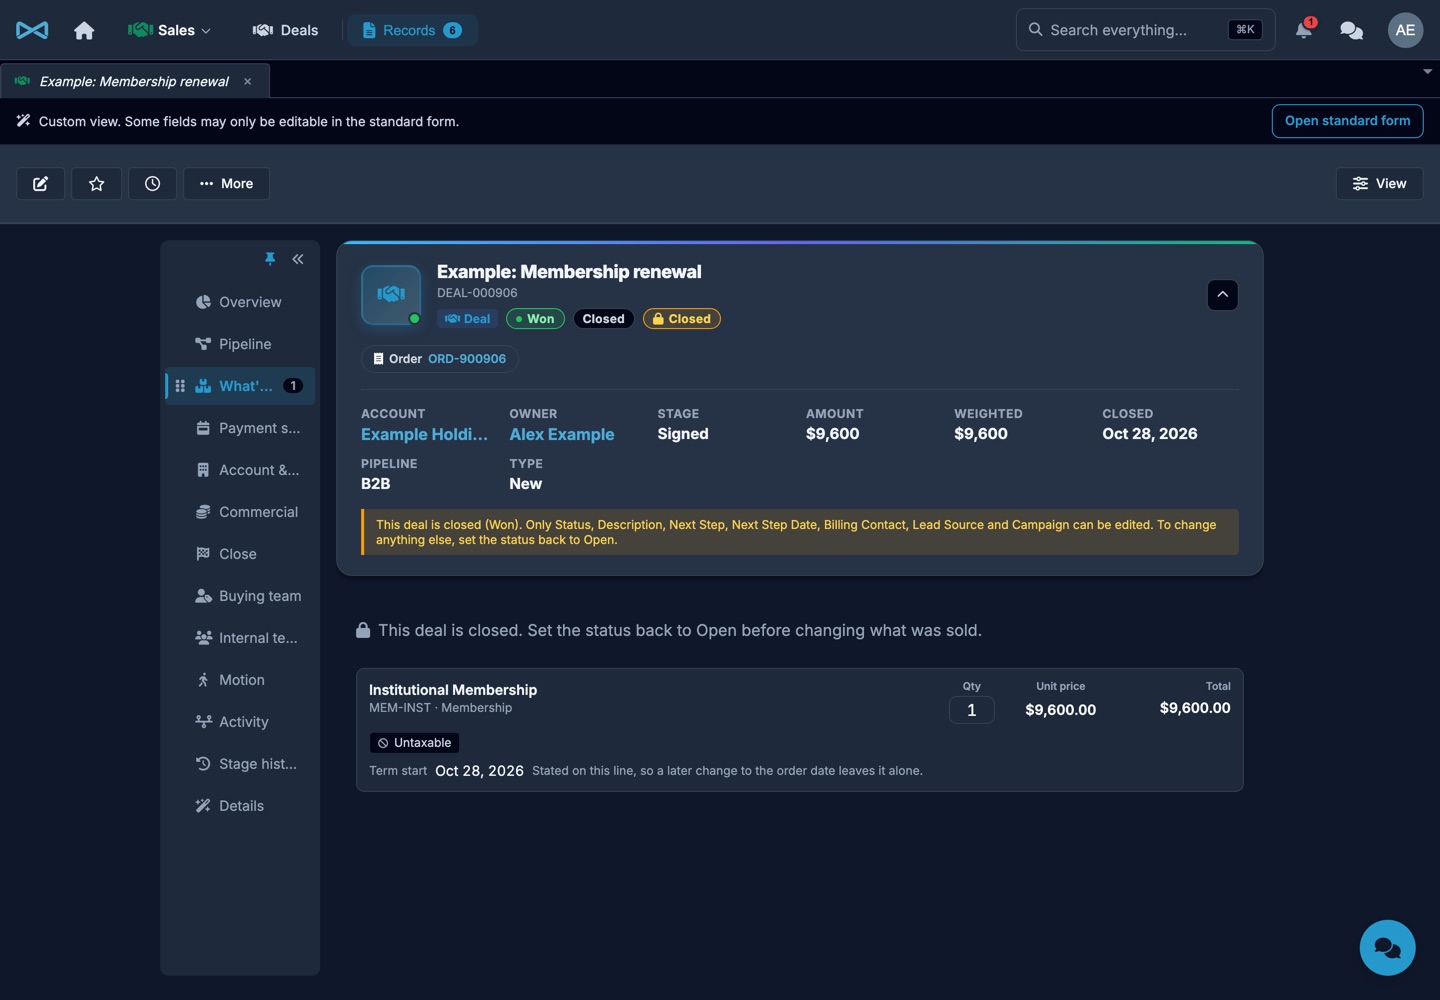 Sales
Deals
Records 6
Search everything... ⌘K
1
AE
Example: Membership renewal ×
Custom view. Some fields may only be editable in the standard form.
Open standard form
More
View
Overview
Pipeline
What'... 1
Payment s...
Account &...
Commercial
Close
Buying team
Internal te...
Motion
Activity
Stage hist...
Details
Example: Membership renewal
DEAL-000906
Deal Won Closed Closed
Order ORD-900906
ACCOUNT OWNER STAGE AMOUNT WEIGHTED CLOSED
Example Holdi... Alex Example Signed $9,600 $9,600 Oct 28, 2026
PIPELINE TYPE
B2B New
This deal is closed (Won). Only Status, Description, Next Step, Next Step Date, Billing Contact, Lead Source and Campaign can be edited. To change
anything else, set the status back to Open.
This deal is closed. Set the status back to Open before changing what was sold.
Institutional Membership Qty Unit price Total
MEM-INST · Membership 1 $9,600.00 $9,600.00
Untaxable
Term start Oct 28, 2026 Stated on this line, so a later change to the order date leaves it alone.